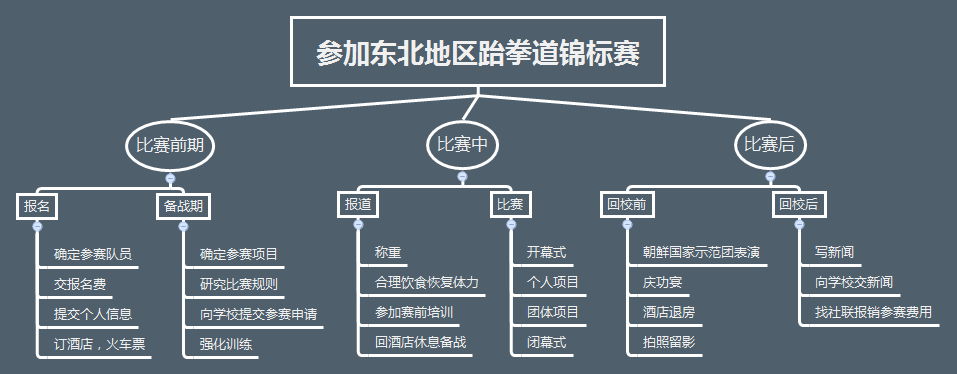 参加东北地区跆拳道锦标赛
比赛前期
比赛中
比赛后
报名
备战期
报道
比赛
回校前
回校后
确定参赛队员
交报名费
提交个人信息
订酒店，火车票
确定参赛项目
研究比赛规则
向学校提交参赛申请
强化训练
称重
合理饮食恢复体力
参加赛前培训
回酒店休息备战
开幕式
个人项目
团体项目
闭幕式
朝鲜国家示范团表演
庆功宴
酒店退房
拍照留影
写新闻
向学校交新闻
找社联报销参赛费用